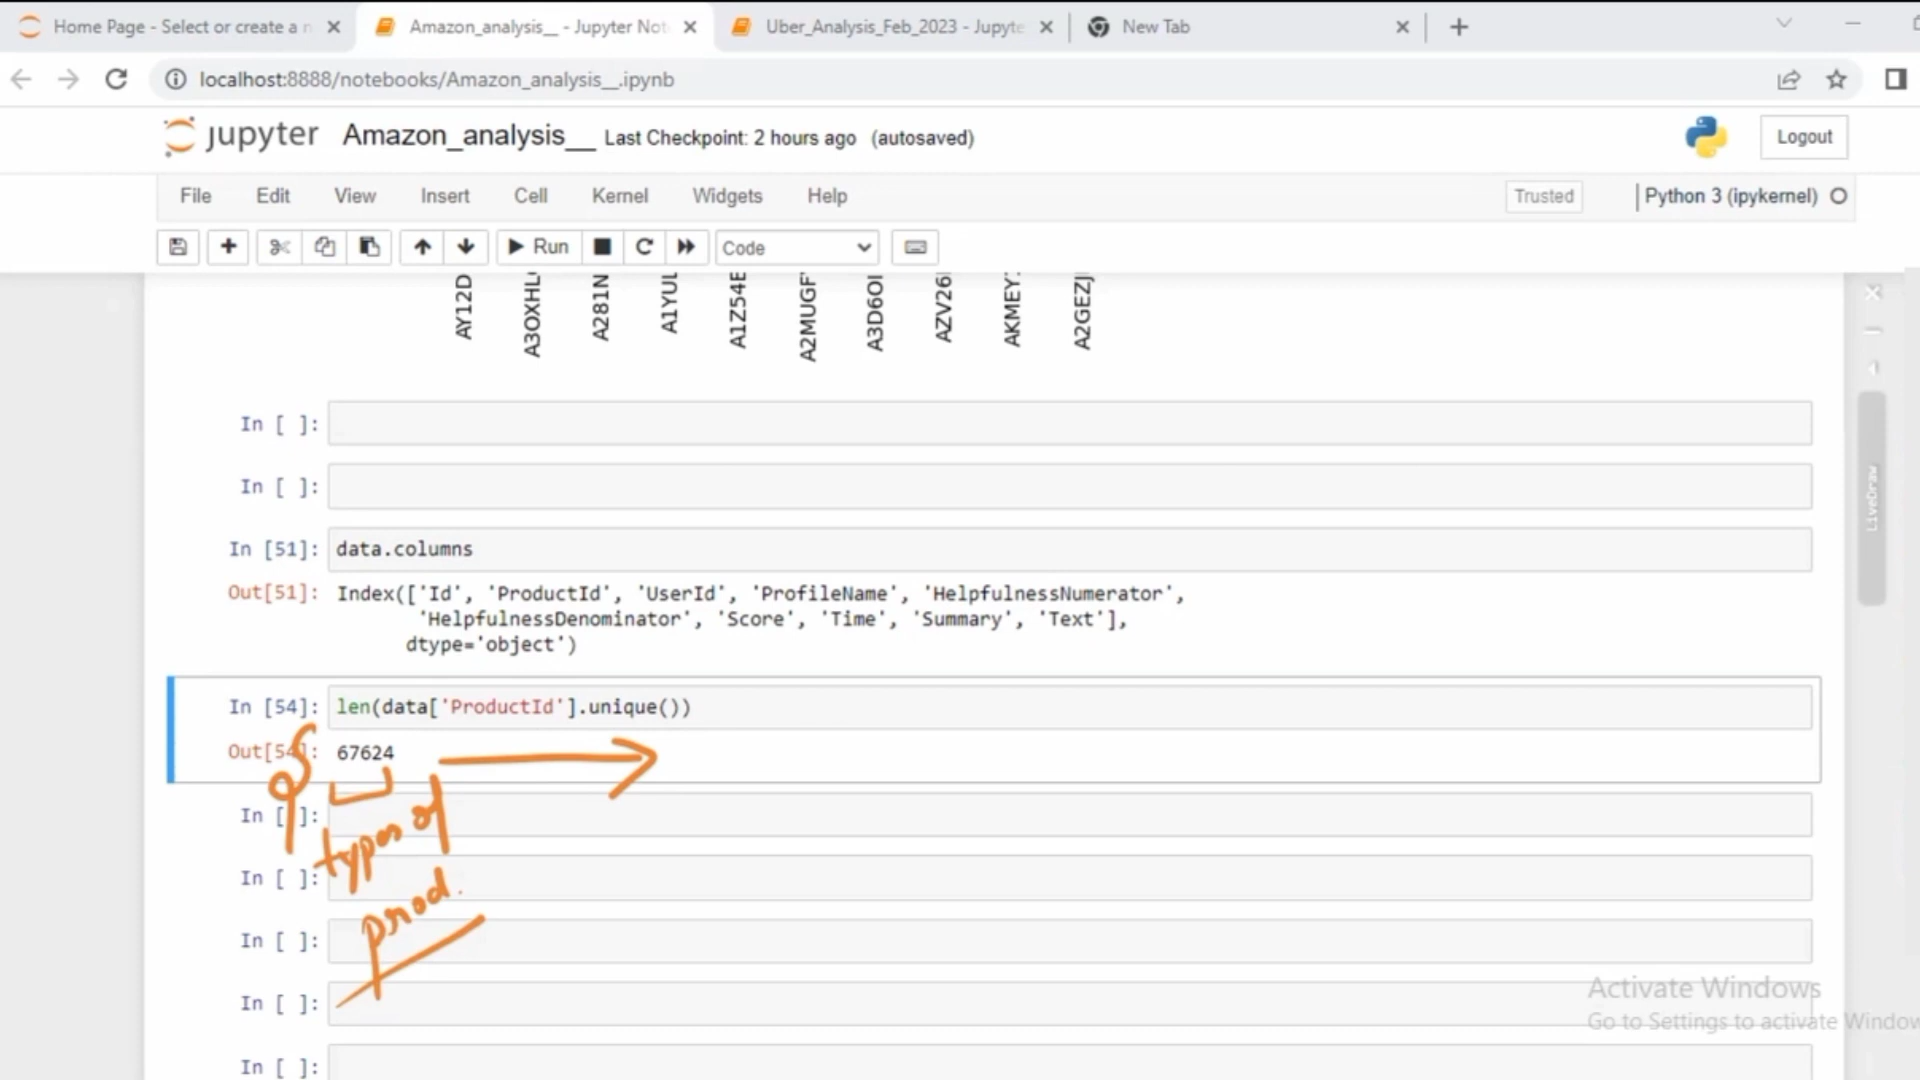 Home Page - Select or create a n
Amazon_analysis__ - Jupyter Not
Uber_Analysis_Feb_2023 - Jupyte
New Tab
localhost:8888/notebooks/Amazon_analysis__.ipynb
jupyter Amazon_analysis__ Last Checkpoint: 2 hours ago (autosaved)
Logout
File Edit View Insert Cell Kernel Widgets Help
Trusted
Python 3 (ipykernel)
Run
Code
AY12D
A3OXHL
A281N
A1YUL
A1Z54E
A2MUGF
A3D6OI
AZV26
AKMEY
A2GEZJ
In [ ]:
In [ ]:
In [51]: data.columns
Out[51]: Index(['Id', 'ProductId', 'UserId', 'ProfileName', 'HelpfulnessNumerator',
'HelpfulnessDenominator', 'Score', 'Time', 'Summary', 'Text'],
dtype='object')
In [54]: len(data['ProductId'].unique())
Out[54]: 67624
In [ ]:
types of
In [ ]:
prod.
In [ ]:
In [ ]:
In [ ]:
LiveDraw
Activate Windows
Go to Settings to activate Window